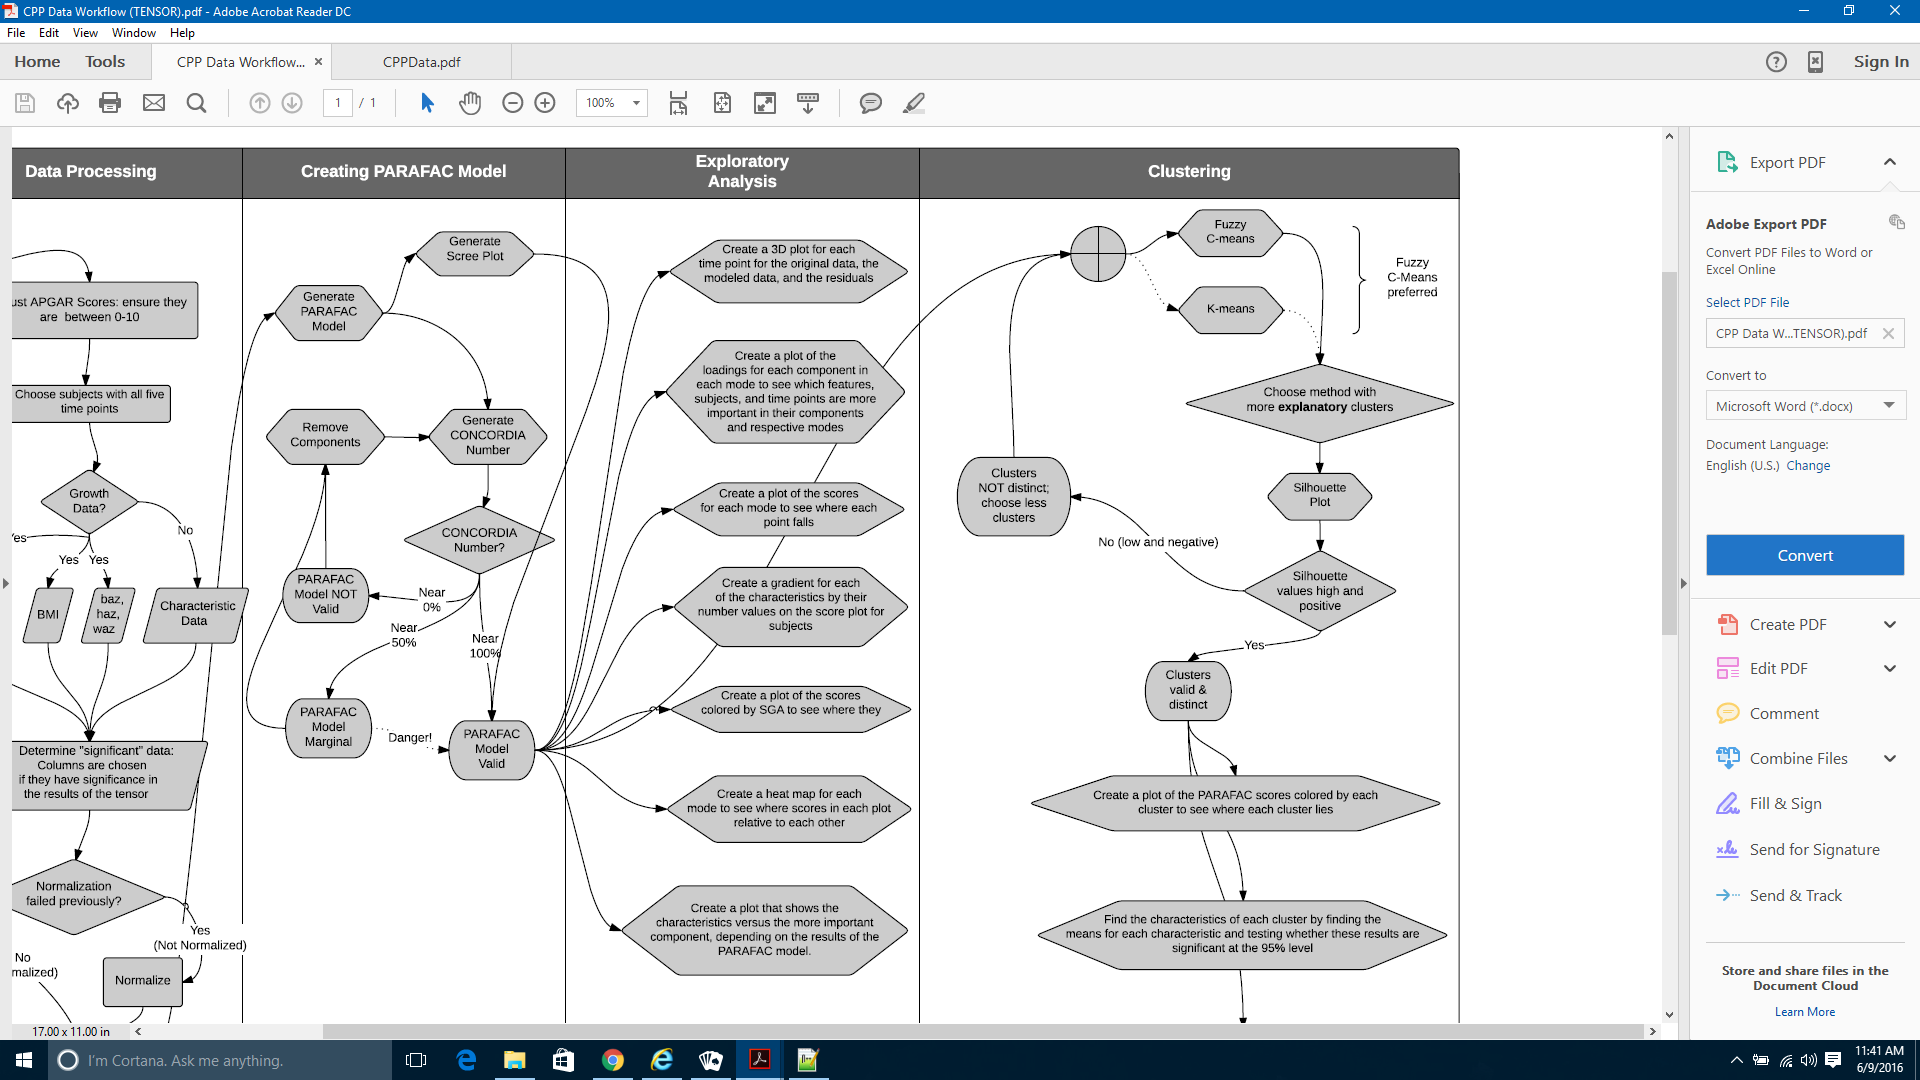 CPP Data Workflow (TENSOR).pdf - Adobe Acrobat Reader DC
File Edit View Window Help
Home Tools CPP Data Workflow... × CPPData.pdf Sign In
1 / 1 100%
Data Processing
Creating PARAFAC Model
Exploratory
Analysis
Clustering
ust APGAR Scores: ensure they
are between 0-10
Choose subjects with all five
time points
Growth
Data?
No
Yes
Yes
BMI
baz,
haz,
waz
Characteristic
Data
Determine "significant" data:
Columns are chosen
if they have significance in
the results of the tensor
Normalization
failed previously?
Yes
(Not Normalized)
No
malized)
Normalize
Generate
Scree Plot
Generate
PARAFAC
Model
Remove
Components
Generate
CONCORDIA
Number
CONCORDIA
Number?
PARAFAC
Model NOT
Valid
Near
0%
Near
50%
Near
100%
PARAFAC
Model
Marginal
Danger!
PARAFAC
Model
Valid
Create a 3D plot for each
time point for the original data, the
modeled data, and the residuals
Create a plot of the
loadings for each component in
each mode to see which features,
subjects, and time points are more
important in their components
and respective modes
Create a plot of the scores
for each mode to see where each
point falls
Create a gradient for each
of the characteristics by their
number values on the score plot for
subjects
Create a plot of the scores
colored by SGA to see where they
Create a heat map for each
mode to see where scores in each plot
relative to each other
Create a plot that shows the
characteristics versus the more important
component, depending on the results of the
PARAFAC model.
Fuzzy
C-means
K-means
Fuzzy
C-Means
preferred
Choose method with
more explanatory clusters
Clusters
NOT distinct;
choose less
clusters
Silhouette
Plot
No (low and negative)
Silhouette
values high and
positive
Yes
Clusters
valid &
distinct
Create a plot of the PARAFAC scores colored by each
cluster to see where each cluster lies
Find the characteristics of each cluster by finding the
means for each characteristic and testing whether these results are
significant at the 95% level
17.00 x 11.00 in
Export PDF
Adobe Export PDF
Convert PDF Files to Word or
Excel Online
Select PDF File
CPP Data W...TENSOR).pdf
Convert to
Microsoft Word (*.docx)
Document Language:
English (U.S.) Change
Convert
Create PDF
Edit PDF
Comment
Combine Files
Fill & Sign
Send for Signature
Send & Track
Store and share files in the
Document Cloud
Learn More
I'm Cortana. Ask me anything.
11:41 AM
6/9/2016